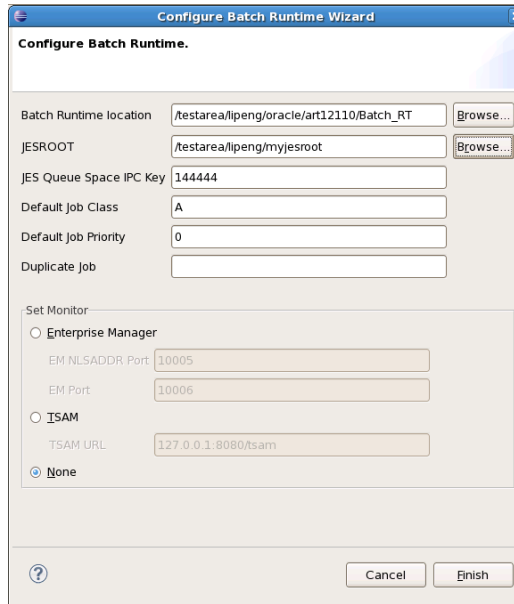 Configure Batch Runtime Wizard
Configure Batch Runtime.
Batch Runtime location /testarea/lipeng/oracle/art12110/Batch_RT Browse...
JESROOT /testarea/lipeng/myjesroot Browse...
JES Queue Space IPC Key 144444
Default Job Class A
Default Job Priority 0
Duplicate Job
Set Monitor
Enterprise Manager
EM NLSADDR Port 10005
EM Port 10006
TSAM
TSAM URL 127.0.0.1:8080/tsam
None
? Cancel Finish